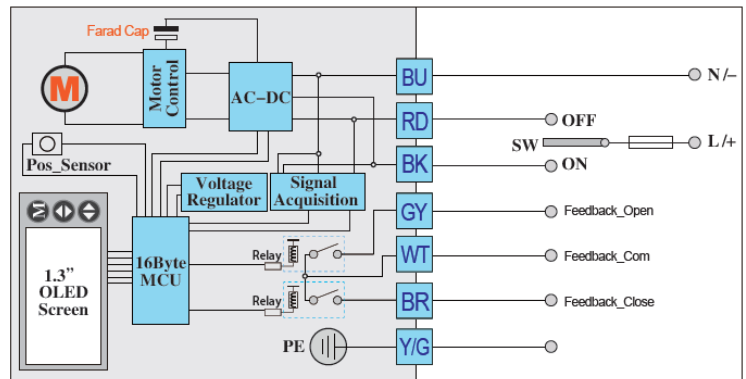 Farad Cap
M
Motor
Control
AC-DC
BU
N/-
RD
OFF
SW
L/+
BK
ON
Pos_Sensor
Voltage
Regulator
Signal
Acquisition
GY
Feedback_Open
M
1.3”
OLED
Screen
16Byte
MCU
Relay
WT
Feedback_Com
Relay
BR
Feedback_Close
PE
Y/G